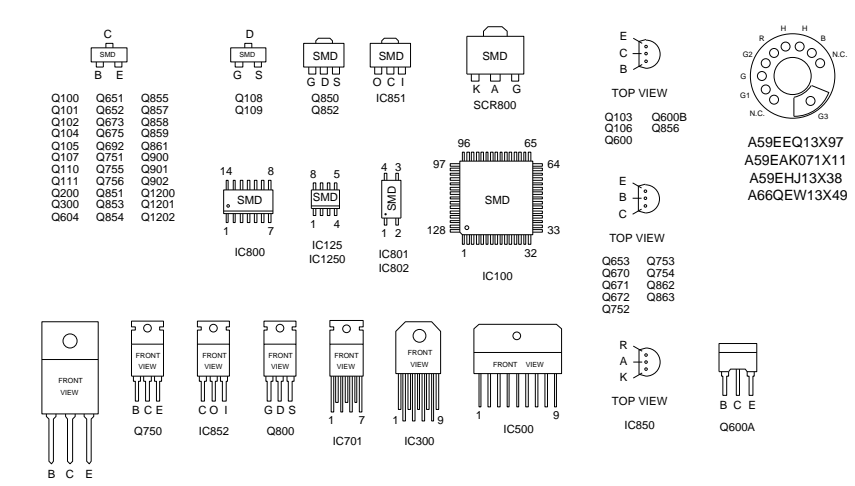 C
SMD
B E
Q100 Q651 Q855
Q101 Q652 Q857
Q102 Q673 Q858
Q104 Q675 Q859
Q105 Q692 Q861
Q107 Q751 Q900
Q110 Q755 Q901
Q111 Q756 Q902
Q200 Q851 Q1200
Q300 Q853 Q1201
Q604 Q854 Q1202
D
SMD
G S
Q108
Q109
SMD
G D S
Q850
Q852
SMD
O C I
IC851
SMD
K A G
SCR800
E
C
B
TOP VIEW
Q103 Q600B
Q106 Q856
Q600
H H
R B
G2 N.C.
G
G1
N.C. G3
A59EEQ13X97
A59EAK071X11
A59EHJ13X38
A66QEW13X49
14 8
SMD
1 7
IC800
8 5
SMD
1 4
IC125
IC1250
4 3
SMD
1 2
IC801
IC802
96 65
97 64
SMD
128 33
1 32
IC100
E
B
C
TOP VIEW
Q653 Q753
Q670 Q754
Q671 Q862
Q672 Q863
Q752
FRONT
VIEW
B C E
FRONT
VIEW
B C E
Q750
FRONT
VIEW
C O I
IC852
FRONT
VIEW
G D S
Q800
FRONT
VIEW
1 7
IC701
FRONT
VIEW
1 9
IC300
FRONT VIEW
1 9
IC500
R
A
K
TOP VIEW
IC850
B C E
Q600A